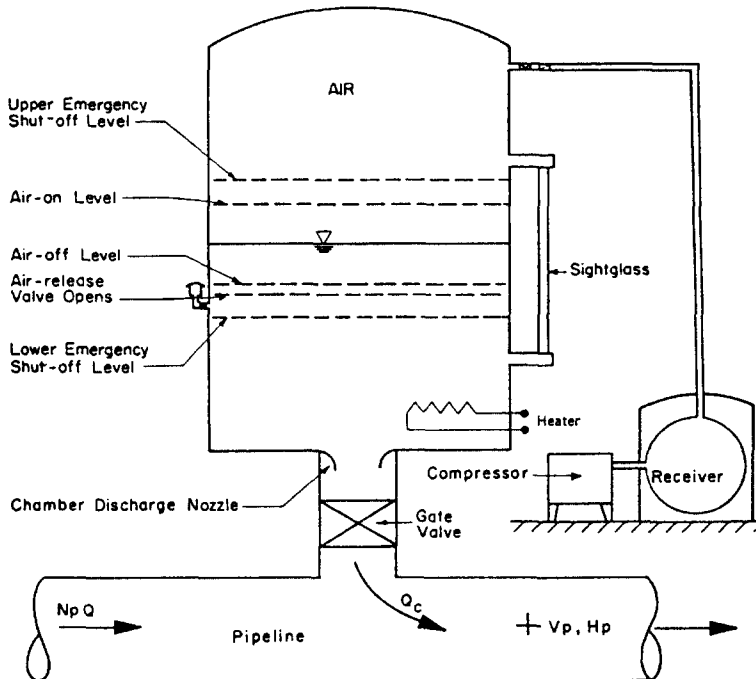 AIR
Upper Emergency
Shut-off Level
Air-on Level
Air-off Level
Air-release
Valve Opens
Sightglass
Lower Emergency
Shut-off Level
Heater
Compressor
Receiver
Chamber Discharge Nozzle
Gate
Valve
NpQ
Qc
Pipeline
Vp, Hp